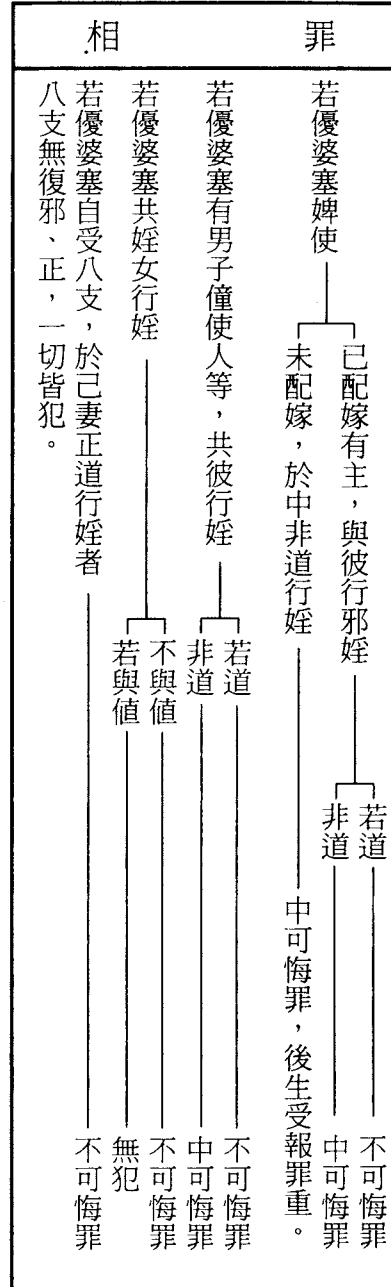 罪相
若優婆塞婢使
已配嫁有主，與彼行邪婬
若道
不可悔罪
非道
中可悔罪
未配嫁，於中非道行婬
中可悔罪，後生受報罪重。
若優婆塞有男子僮使人等，共彼行婬
若道
不可悔罪
非道
中可悔罪
若優婆塞共婬女行婬
不與値
不可悔罪
若與値
無犯
若優婆塞自受八支，於己妻正道行婬者
不可悔罪
八支無復邪、正，一切皆犯。